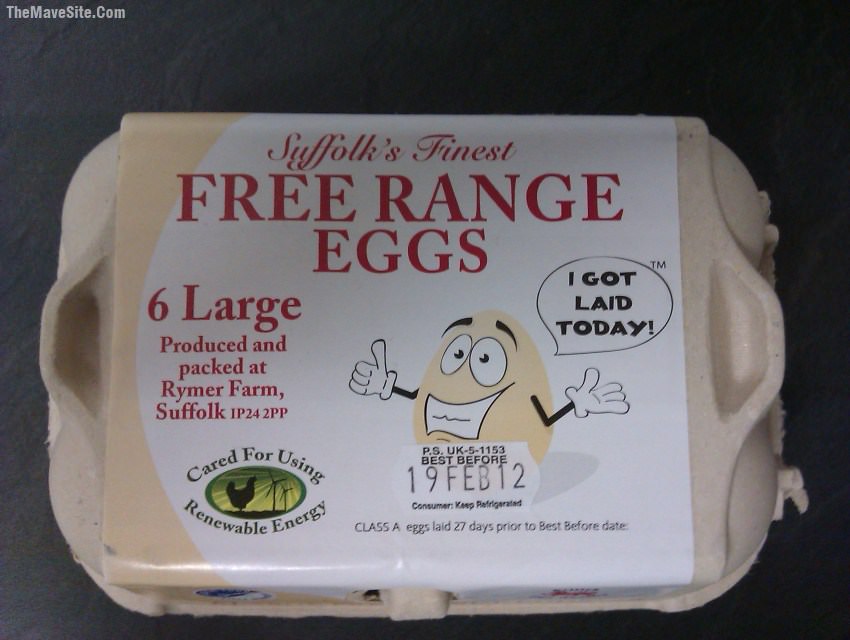 TheMaveSite.Com
Suffolk's Finest
FREE RANGE
EGGS
6 Large
Produced and
packed at
Rymer Farm,
Suffolk IP24 2PP
I GOT
LAID
TODAY!
TM
P.S. UK-5-1153
BEST BEFORE
19FEB12
Consumer: Keep Refrigerated
Cared For Using
Renewable Energy
CLASS A eggs laid 27 days prior to Best Before date: